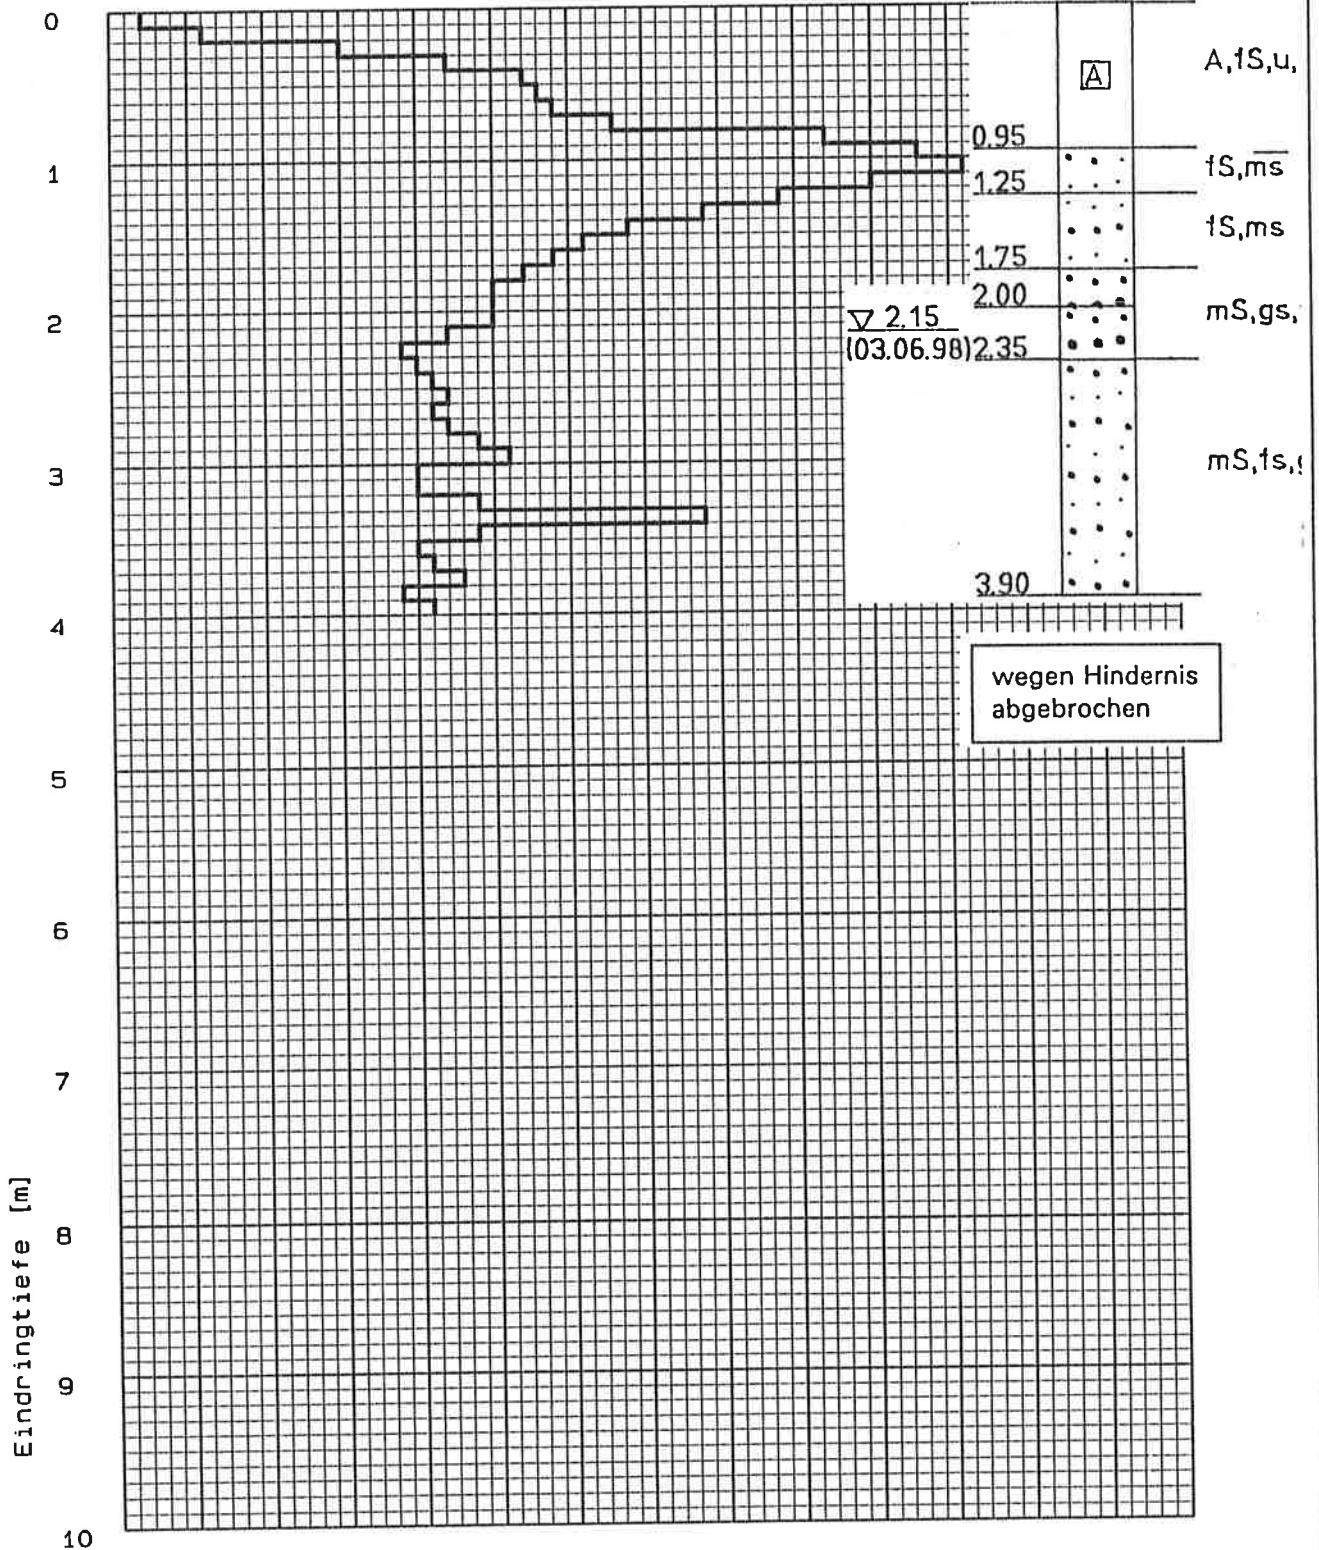 0
A
A,fS,u,
0.95
1
fS,ms
1.25
fS,ms
1.75
2.00
mS,gs,
2
▽ 2.15
(03.06.98)
2.35
3
mS,fs,
3.90
4
wegen Hindernis
abgebrochen
5
6
7
8
9
10
Eindringtiefe [m]